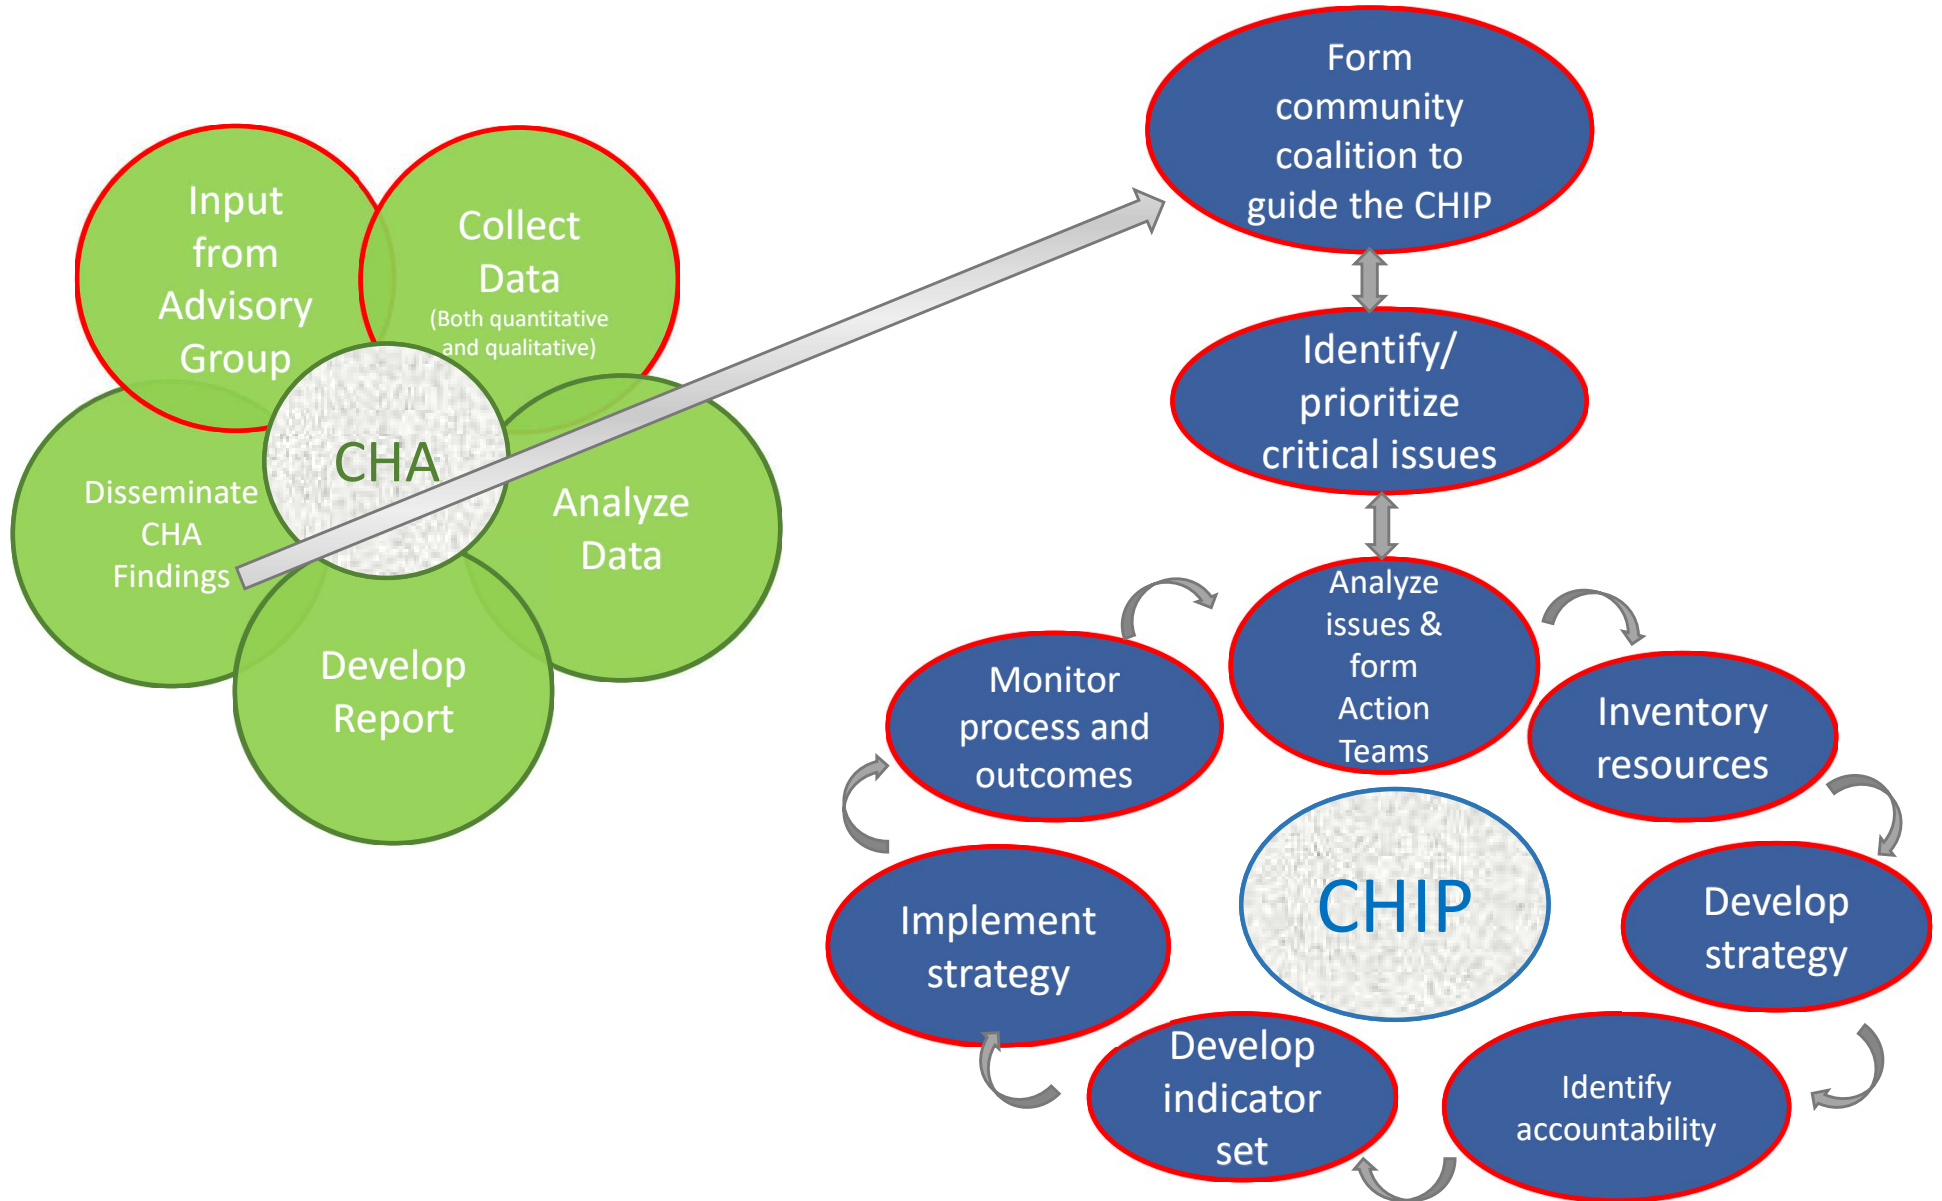 Input
from
Advisory
Group
Collect
Data
(Both quantitative
and qualitative)
CHA
Disseminate
CHA
Findings
Analyze
Data
Develop
Report
Form
community
coalition to
guide the CHIP
Identify/
prioritize
critical issues
Analyze
issues &
form
Action
Teams
Inventory
resources
Develop
strategy
Identify
accountability
Develop
indicator
set
Implement
strategy
Monitor
process and
outcomes
CHIP